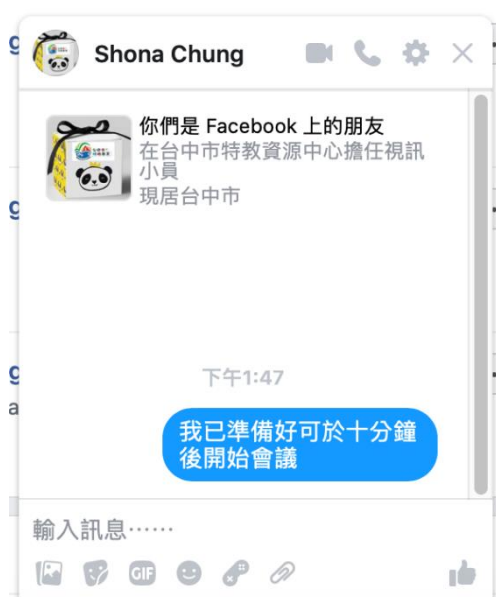 Shona Chung
你們是 Facebook 上的朋友
在台中市特教資源中心擔任視訊
小員
現居台中市
下午1:47
我已準備好可於十分鐘
後開始會議
輸入訊息……
GIF